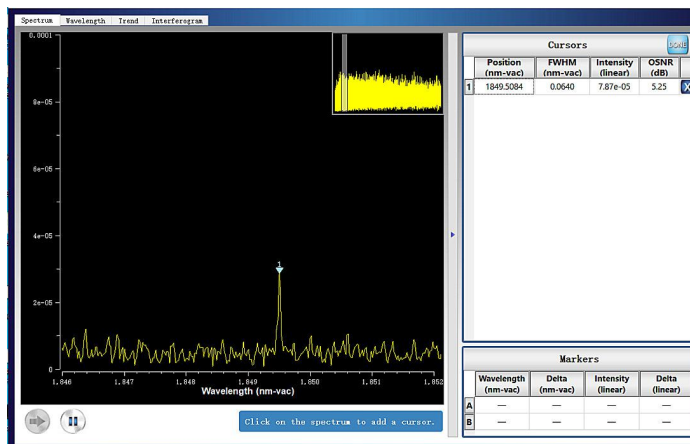 Spectrum Wavelength Trend Interferogram
0.0001
8e-05
6e-05
4e-05
2e-05
0
1
1,846 1,847 1,848 1,849 1,850 1,851 1,852
Wavelength (nm-vac)
Click on the spectrum to add a cursor.
Cursors DONE
Position (nm-vac) FWHM (nm-vac) Intensity (linear) OSNR (dB)
1 1849.5084 0.0640 7.87e-05 5.25 X
Markers
Wavelength (nm-vac) Delta (nm-vac) Intensity (linear) Delta (linear)
A — — — —
B — — — —